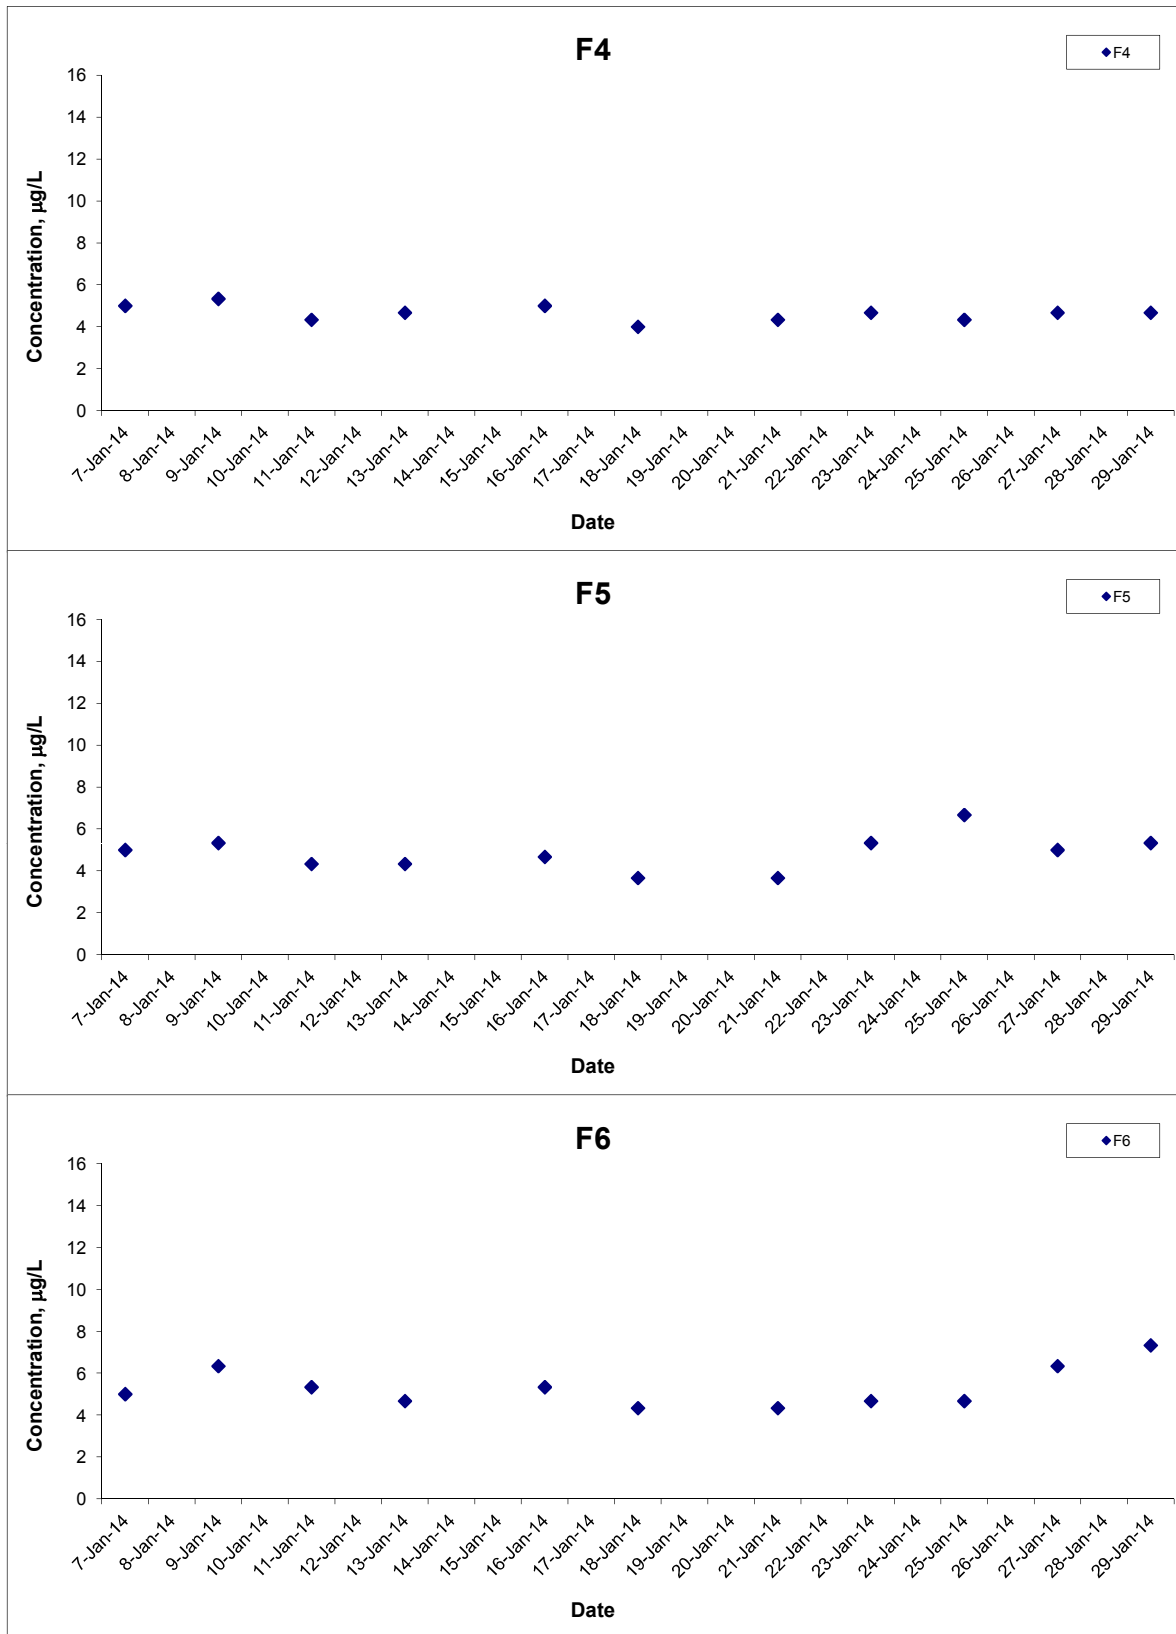 F4
F4
16
14
12
10
8
6
4
2
0
Concentration, µg/L
7-Jan-14
8-Jan-14
9-Jan-14
10-Jan-14
11-Jan-14
12-Jan-14
13-Jan-14
14-Jan-14
15-Jan-14
16-Jan-14
17-Jan-14
18-Jan-14
19-Jan-14
20-Jan-14
21-Jan-14
22-Jan-14
23-Jan-14
24-Jan-14
25-Jan-14
26-Jan-14
27-Jan-14
28-Jan-14
29-Jan-14
Date
F5
F5
16
14
12
10
8
6
4
2
0
Concentration, µg/L
7-Jan-14
8-Jan-14
9-Jan-14
10-Jan-14
11-Jan-14
12-Jan-14
13-Jan-14
14-Jan-14
15-Jan-14
16-Jan-14
17-Jan-14
18-Jan-14
19-Jan-14
20-Jan-14
21-Jan-14
22-Jan-14
23-Jan-14
24-Jan-14
25-Jan-14
26-Jan-14
27-Jan-14
28-Jan-14
29-Jan-14
Date
F6
F6
16
14
12
10
8
6
4
2
0
Concentration, µg/L
7-Jan-14
8-Jan-14
9-Jan-14
10-Jan-14
11-Jan-14
12-Jan-14
13-Jan-14
14-Jan-14
15-Jan-14
16-Jan-14
17-Jan-14
18-Jan-14
19-Jan-14
20-Jan-14
21-Jan-14
22-Jan-14
23-Jan-14
24-Jan-14
25-Jan-14
26-Jan-14
27-Jan-14
28-Jan-14
29-Jan-14
Date